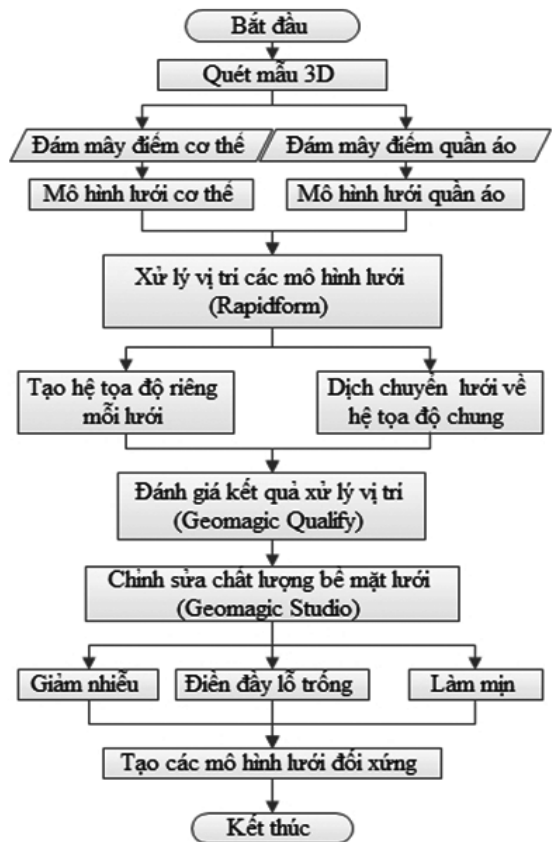 Bắt đầu
Quét mẫu 3D
Đám mây điểm cơ thể
Đám mây điểm quần áo
Mô hình lưới cơ thể
Mô hình lưới quần áo
Xử lý vị trí các mô hình lưới
(Rapidform)
Tạo hệ tọa độ riêng
mỗi lưới
Dịch chuyển lưới về
hệ tọa độ chung
Đánh giá kết quả xử lý vị trí
(Geomagic Qualify)
Chỉnh sửa chất lượng bề mặt lưới
(Geomagic Studio)
Giảm nhiễu
Điền đầy lỗ trống
Làm mịn
Tạo các mô hình lưới đối xứng
Kết thúc